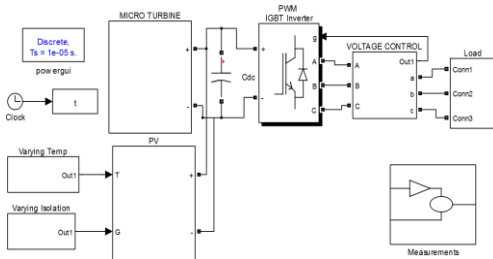 MICRO TURBINE
PWM
IGBT Inverter
Discrete,
Ts = 1e-05 s.
powergui
Clock
t
+
-
+
-
Cdc
g
A
B
C
VOLTAGE CONTROL
Out1
A
B
C
a
b
c
Load
Conn1
Conn2
Conn3
Varying Temp
Out1
Varying Isolation
Out1
PV
T
G
+
-
+
Measurements